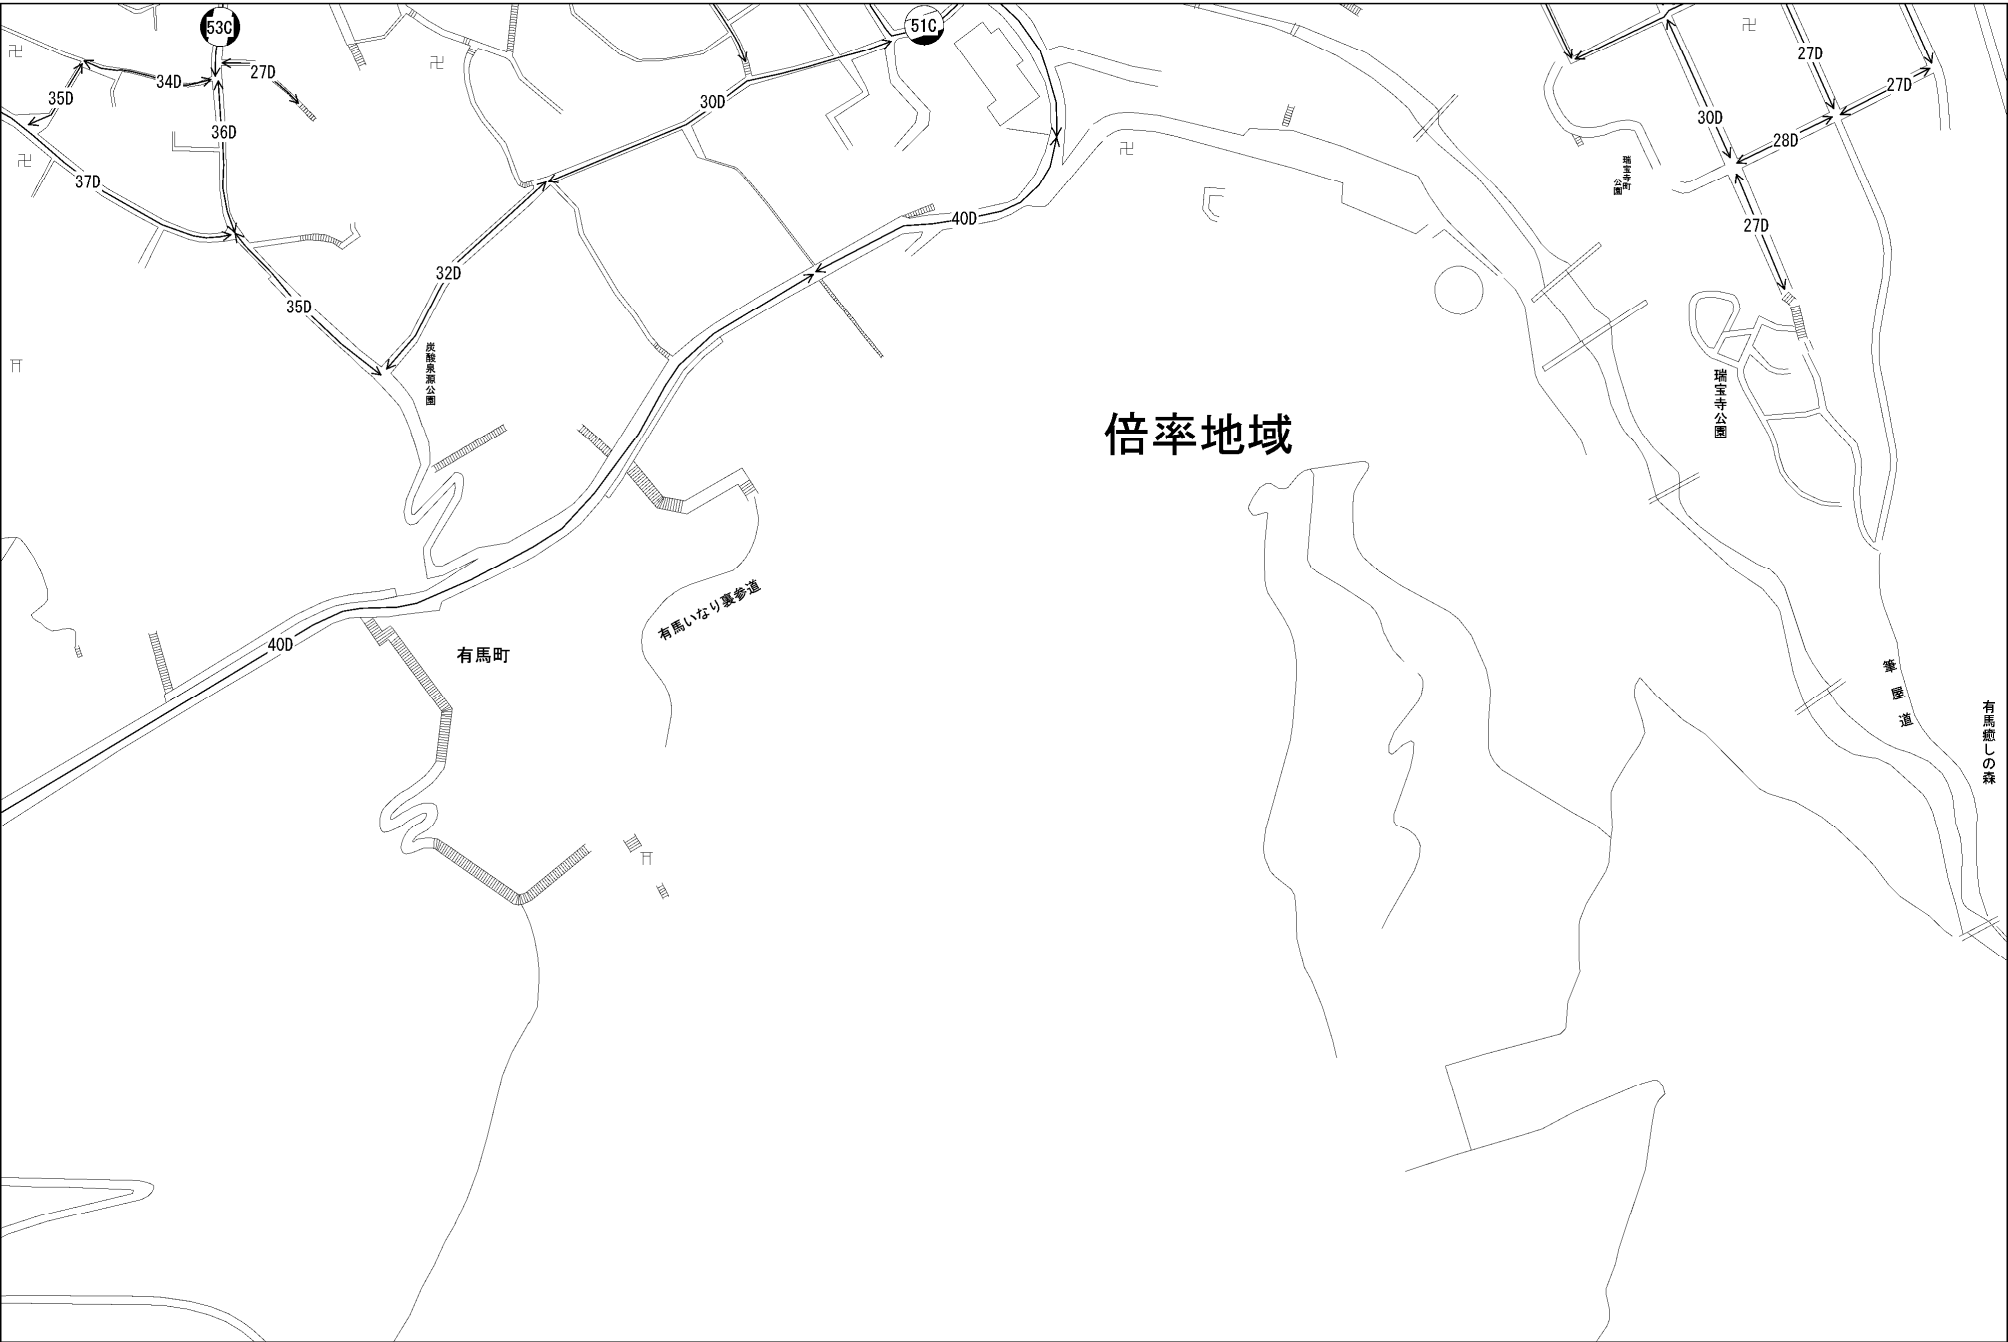 53C
51C
27D
34D
27D
35D
27D
30D
36D
30D
28D
瑞宝寺町
公園
37D
40D
27D
32D
35D
炭酸泉源公園
瑞宝寺公園
倍率地域
有馬いなり裏参道
40D
有馬町
筆屋道
有馬癒しの森